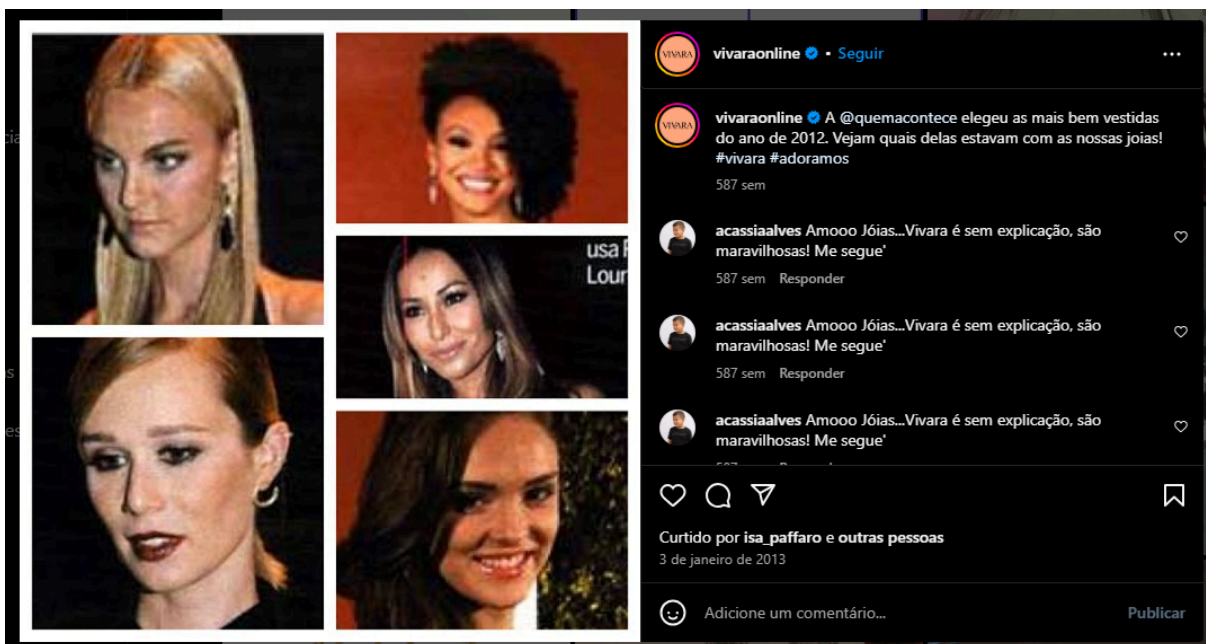 usa
Lour
VIVARA
vivaraonline • Seguir
VIVARA
vivaraonline A @quemacontece elegeu as mais bem vestidas
do ano de 2012. Vejam quais delas estavam com as nossas joias!
#vivara #adoramos
587 sem
acassiaalves Amooo Jóias...Vivara é sem explicação, são
maravilhosas! Me segue'
587 sem Responder
acassiaalves Amooo Jóias...Vivara é sem explicação, são
maravilhosas! Me segue'
587 sem Responder
acassiaalves Amooo Jóias...Vivara é sem explicação, são
maravilhosas! Me segue'
Curtido por isa_paffaro e outras pessoas
3 de janeiro de 2013
Adicione um comentário...
Publicar